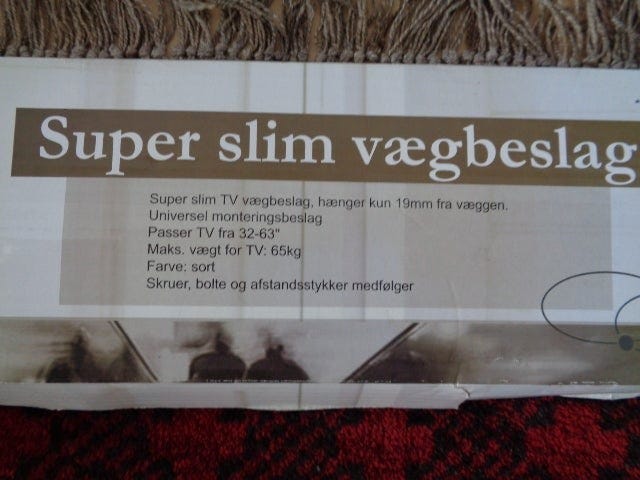 Super slim vægbeslag
Super slim TV vægbeslag, hænger kun 19mm fra væggen.
Universel monteringsbeslag
Passer TV fra 32-63"
Maks. vægt for TV: 65kg
Farve: sort
Skruer, bolte og afstandsstykker medfølger